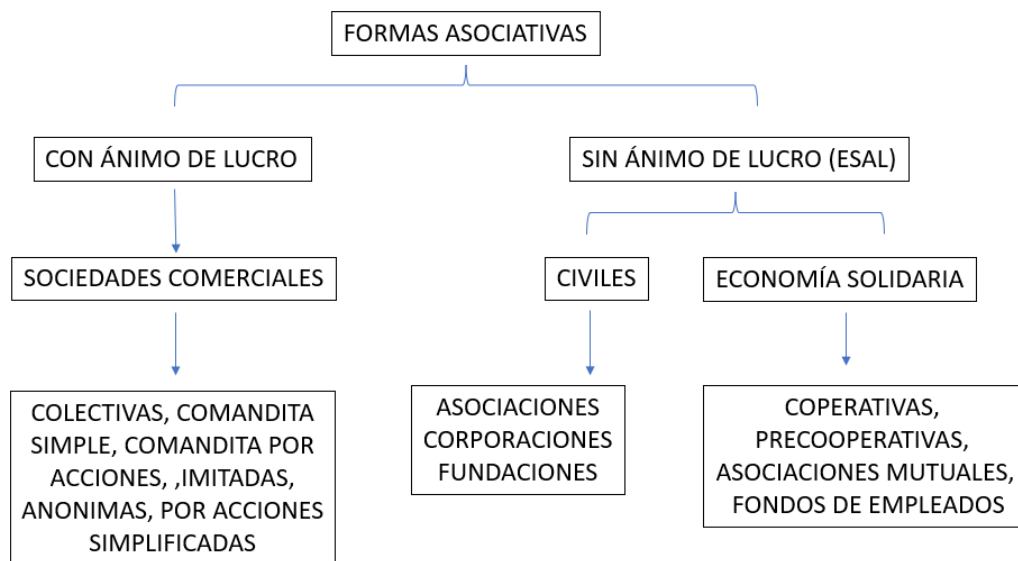 FORMAS ASOCIATIVAS
CON ÁNIMO DE LUCRO
SIN ÁNIMO DE LUCRO (ESAL)
SOCIEDADES COMERCIALES
CIVILES
ECONOMÍA SOLIDARIA
COLECTIVAS, COMANDITA
SIMPLE, COMANDITA POR
ACCIONES, ,IMITADAS,
ANONIMAS, POR ACCIONES
SIMPLIFICADAS
ASOCIACIONES
CORPORACIONES
FUNDACIONES
COPERATIVAS,
PRECOOPERATIVAS,
ASOCIACIONES MUTUALES,
FONDOS DE EMPLEADOS